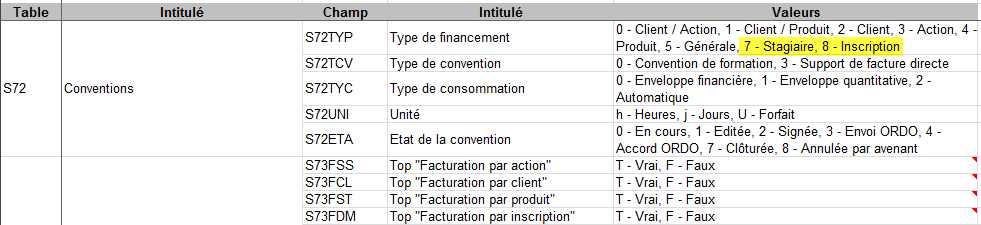 Table Intitulé Champ Intitulé Valeurs
S72TYP Type de financement 0 - Client / Action, 1 - Client / Produit, 2 - Client, 3 - Action, 4 -
Produit, 5 - Générale, 7 - Stagiaire, 8 - Inscription
S72TCV Type de convention 0 - Convention de formation, 3 - Support de facture directe
S72 Conventions S72TYC Type de consommation 0 - Enveloppe financière, 1 - Enveloppe quantitative, 2 -
Automatique
S72UNI Unité h - Heures, j - Jours, U - Forfait
S72ETA Etat de la convention 0 - En cours, 1 - Editée, 2 - Signée, 3 - Envoi ORDO, 4 -
Accord ORDO, 7 - Clôturée, 8 - Annulée par avenant
S73FSS Top "Facturation par action" T - Vrai, F - Faux
S73FCL Top "Facturation par client" T - Vrai, F - Faux
S73FST Top "Facturation par produit" T - Vrai, F - Faux
S73FDM Top "Facturation par inscription" T - Vrai, F - Faux